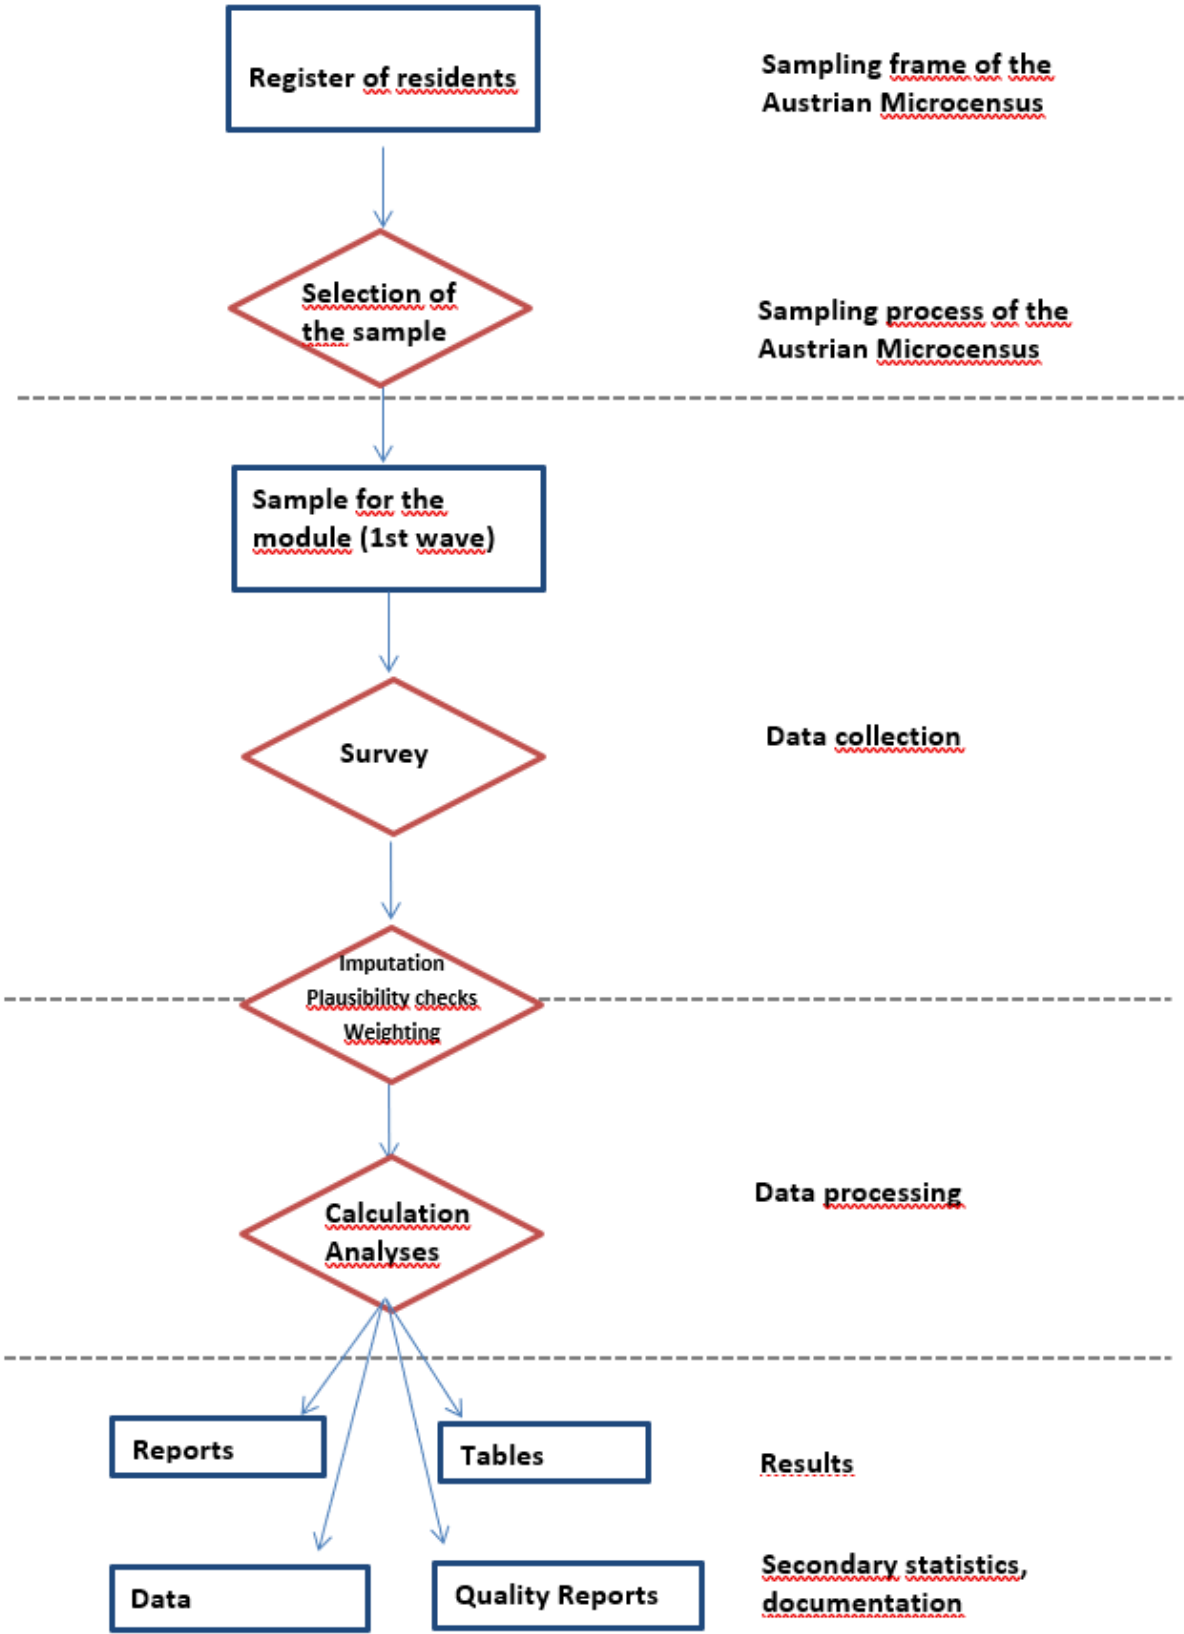 Register of residents
Sampling frame of the
Austrian Microcensus
Selection of
the sample
Sampling process of the
Austrian Microcensus
Sample for the
module (1st wave)
Survey
Data collection
Imputation
Plausibility checks
Weighting
Calculation
Analyses
Data processing
Reports
Tables
Results
Data
Quality Reports
Secondary statistics,
documentation